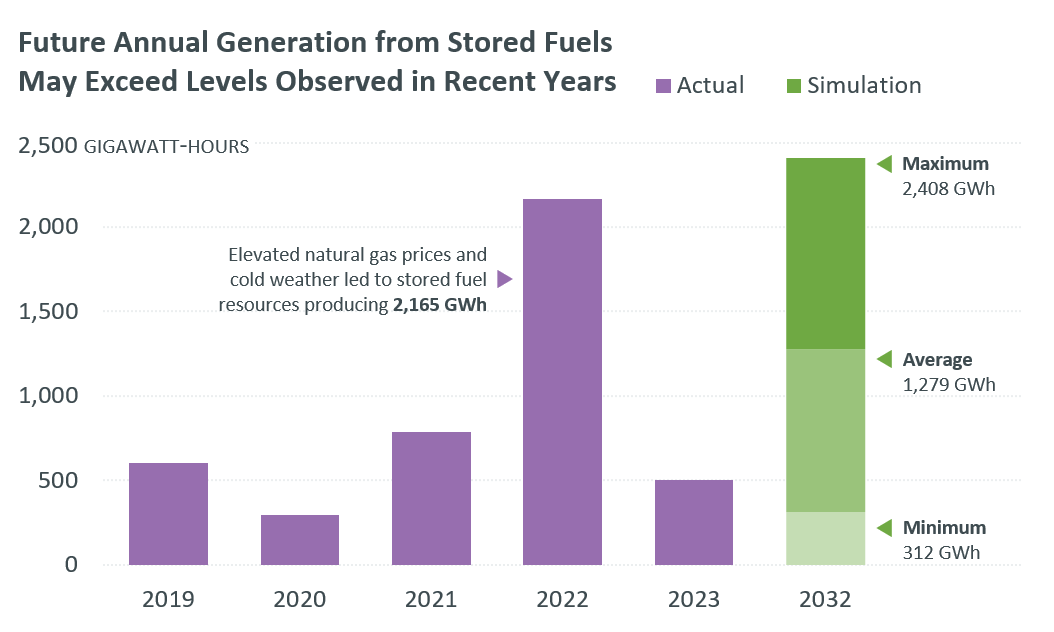 Future Annual Generation from Stored Fuels
May Exceed Levels Observed in Recent Years
Actual
Simulation
2,500 GIGAWATT-HOURS
2,000
1,500
1,000
500
0
Elevated natural gas prices and
cold weather led to stored fuel
resources producing 2,165 GWh
Maximum
2,408 GWh
Average
1,279 GWh
Minimum
312 GWh
2019
2020
2021
2022
2023
2032